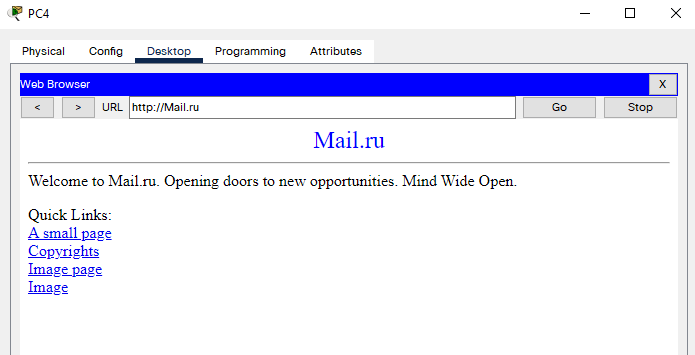 PC4
Physical Config Desktop Programming Attributes
Web Browser X
< > URL http://Mail.ru Go Stop
Mail.ru
Welcome to Mail.ru. Opening doors to new opportunities. Mind Wide Open.
Quick Links:
A small page
Copyrights
Image page
Image